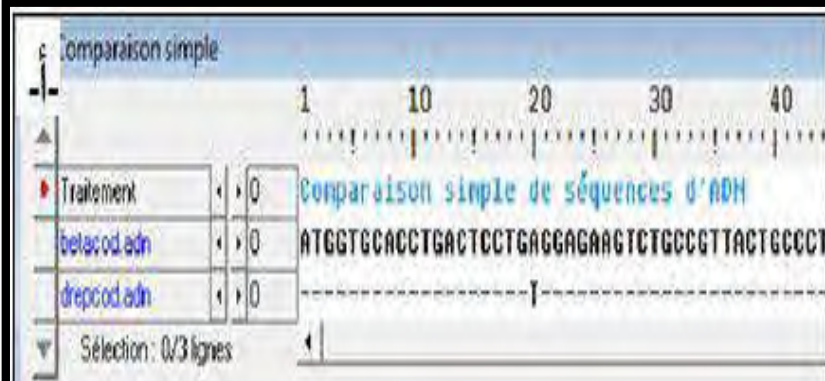 Comparaison simple
1 10 20 30 40
Traitement 0 Comparaison simple de séquences d'ADN
betacod.adn 0 ATGGTGCACCTGACTCCTGAGGAGAAGTCTGCCGTTACTGCCCT
drepcod.adn 0 -------------------T------------------------
Sélection : 0/3 lignes